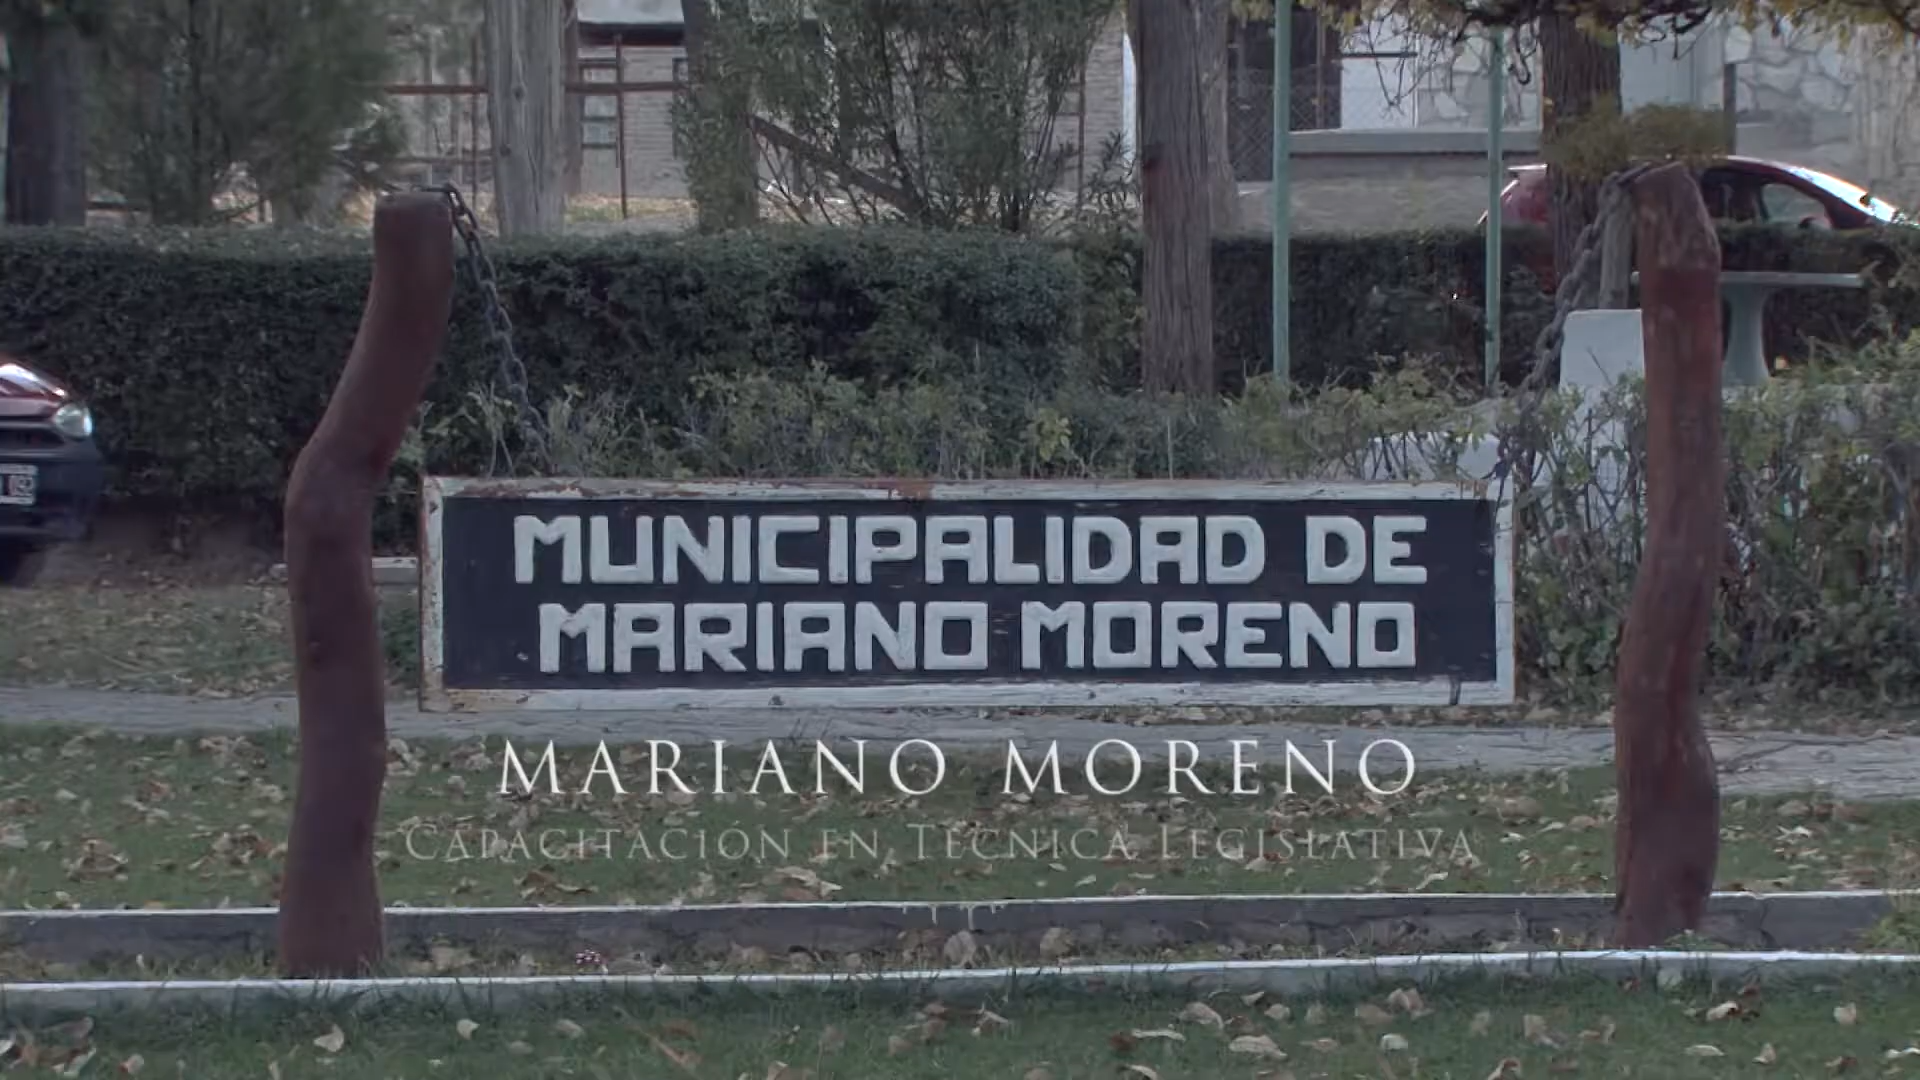 MUNICIPALIDAD DE
MARIANO MORENO
MARIANO MORENO
CAPACITACIÓN EN TÉCNICA LEGISLATIVA